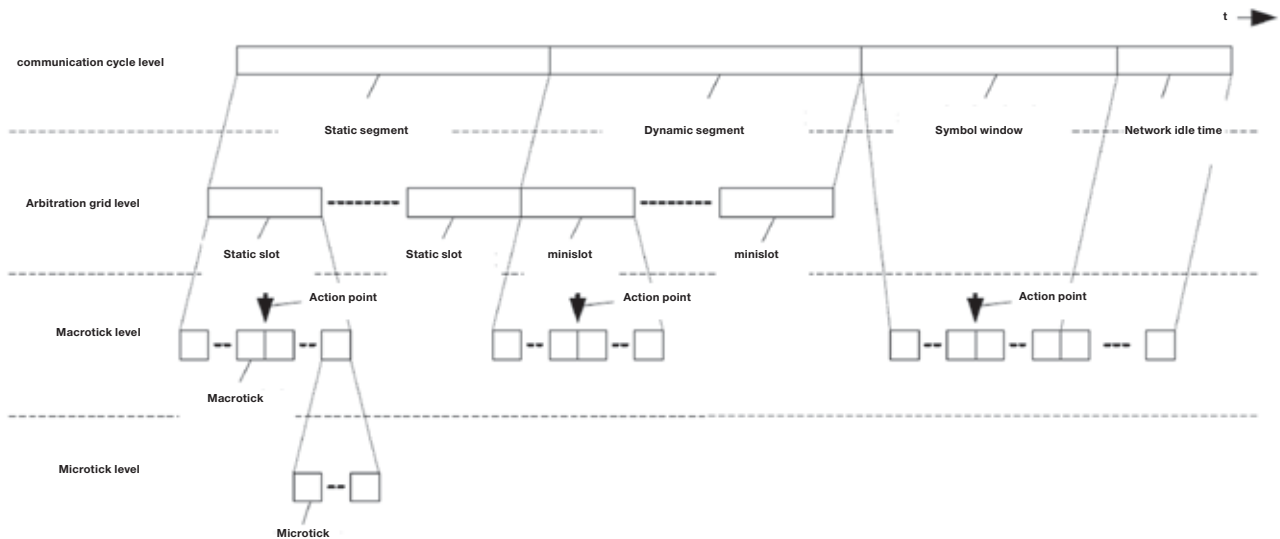 t
communication cycle level
Static segment
Dynamic segment
Symbol window
Network idle time
Arbitration grid level
Static slot
Static slot
minislot
minislot
Action point
Action point
Action point
Macrotick level
Macrotick
Microtick level
Microtick